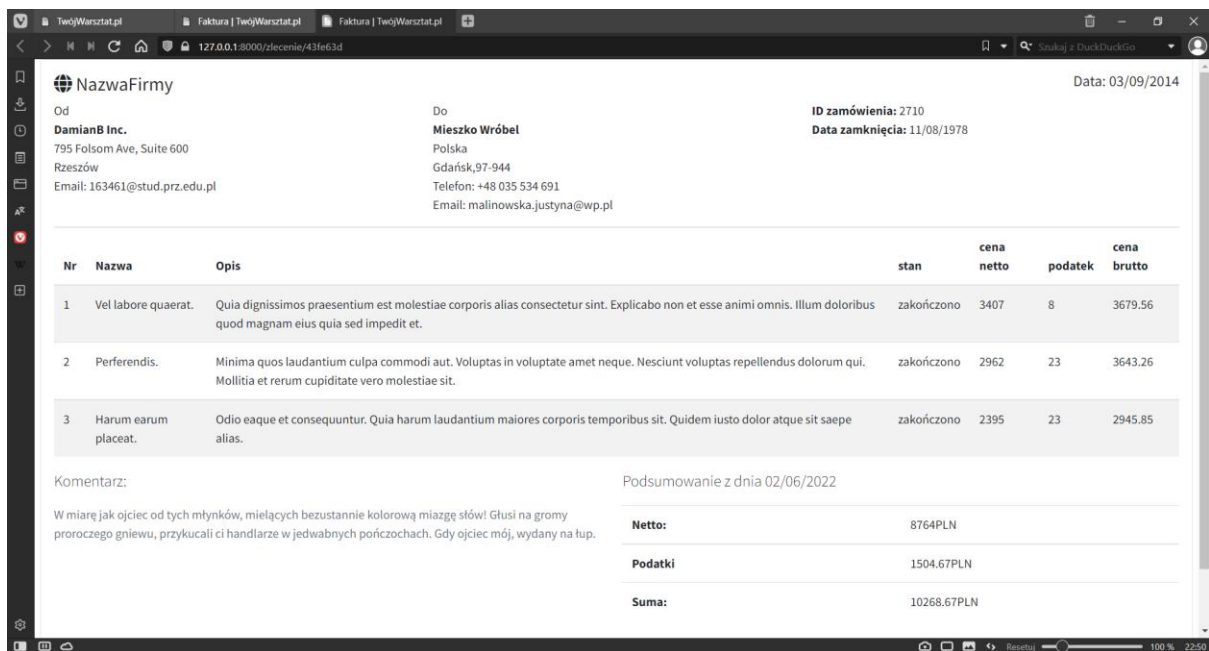 TwójWarsztat.pl
Faktura | TwójWarsztat.pl
Faktura | TwójWarsztat.pl
127.0.0.1:8000/zlecenie/43fe63d
Szukaj z DuckDuckGo
NazwaFirmy
Data: 03/09/2014
Od
DamianB Inc.
795 Folsom Ave, Suite 600
Rzeszów
Email: 163461@stud.prz.edu.pl
Do
Mieszko Wróbel
Polska
Gdańsk,97-944
Telefon: +48 035 534 691
Email: malinowska.justyna@wp.pl
ID zamówienia: 2710
Data zamknięcia: 11/08/1978
Nr Nazwa Opis stan cena netto podatek cena brutto
1 Vel labore quaerat. Quia dignissimos praesentium est molestiae corporis alias consectetur sint. Explicabo non et esse animi omnis. Illum doloribus zakończono 3407 8 3679.56
quod magnam eius quia sed impedit et.
2 Perferendis. Minima quos laudantium culpa commodi aut. Voluptas in voluptate amet neque. Nesciunt voluptas repellendus dolorum qui. zakończono 2962 23 3643.26
Mollitia et rerum cupiditate vero molestiae sit.
3 Harum earum Odio eaque et consequuntur. Quia harum laudantium maiores corporis temporibus sit. Quidem iusto dolor atque sit saepe zakończono 2395 23 2945.85
placeat. alias.
Komentarz:
W miarę jak ojciec od tych młynków, mielących bezustannie kolorową miazgę słów! Głusi na gromy
proroczego gniewu, przykucali ci handlarze w jedwabnych pończochach. Gdy ojciec mój, wydany na łup.
Podsumowanie z dnia 02/06/2022
Netto: 8764PLN
Podatki 1504.67PLN
Suma: 10268.67PLN
Resetuj 100 % 22:50